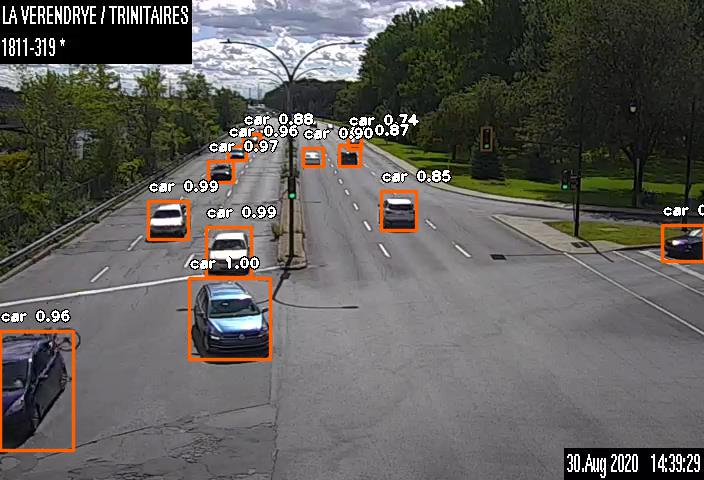 LA VERENDRYE / TRINITAIRES
1811-319 *
car 0.88
car 0.74
car 0.96
car 0.90
0.87
car 0.97
car 0.99
car 0.85
car 0.99
car 0
car 1.00
car 0.96
30.Aug 2020 14:39:29